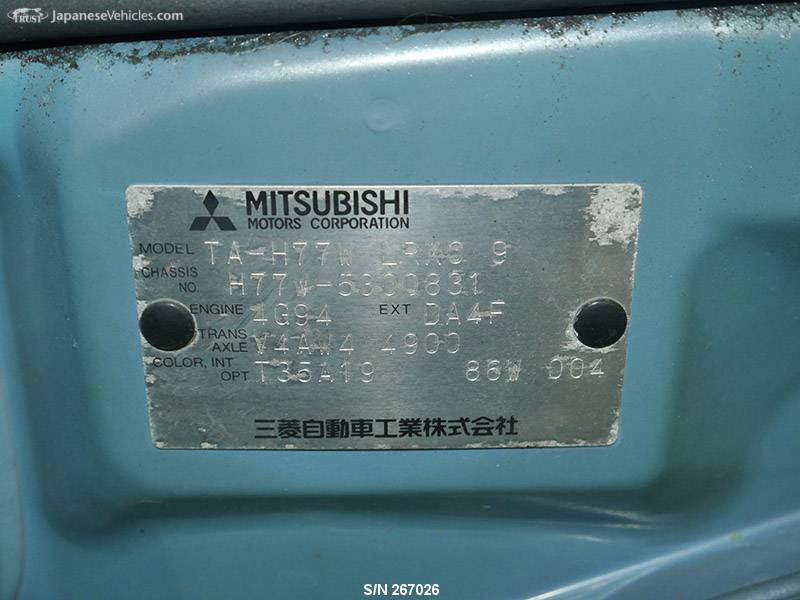 TRUST JapaneseVehicles.com
MITSUBISHI
MOTORS CORPORATION
MODEL TA-H77W 9
CHASSIS NO. H77W-5300831
ENGINE 4G94 EXT DA4F
TRANS AXLE V4AW4 4900
COLOR, INT OPT T35A19 86W 004
三菱自動車工業株式会社
S/N 267026